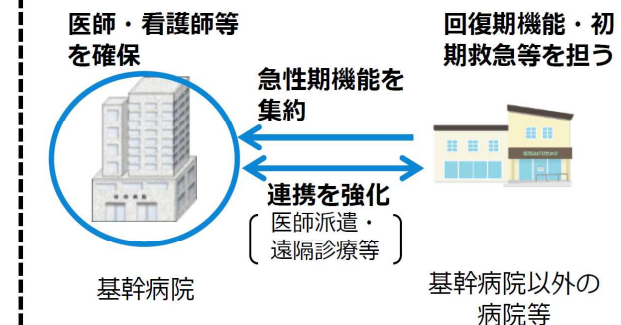 医師・看護師等
を確保
回復期機能・初
期救急等を担う
急性期機能を
集約
連携を強化
医師派遣・
遠隔診療等
基幹病院
基幹病院以外の
病院等